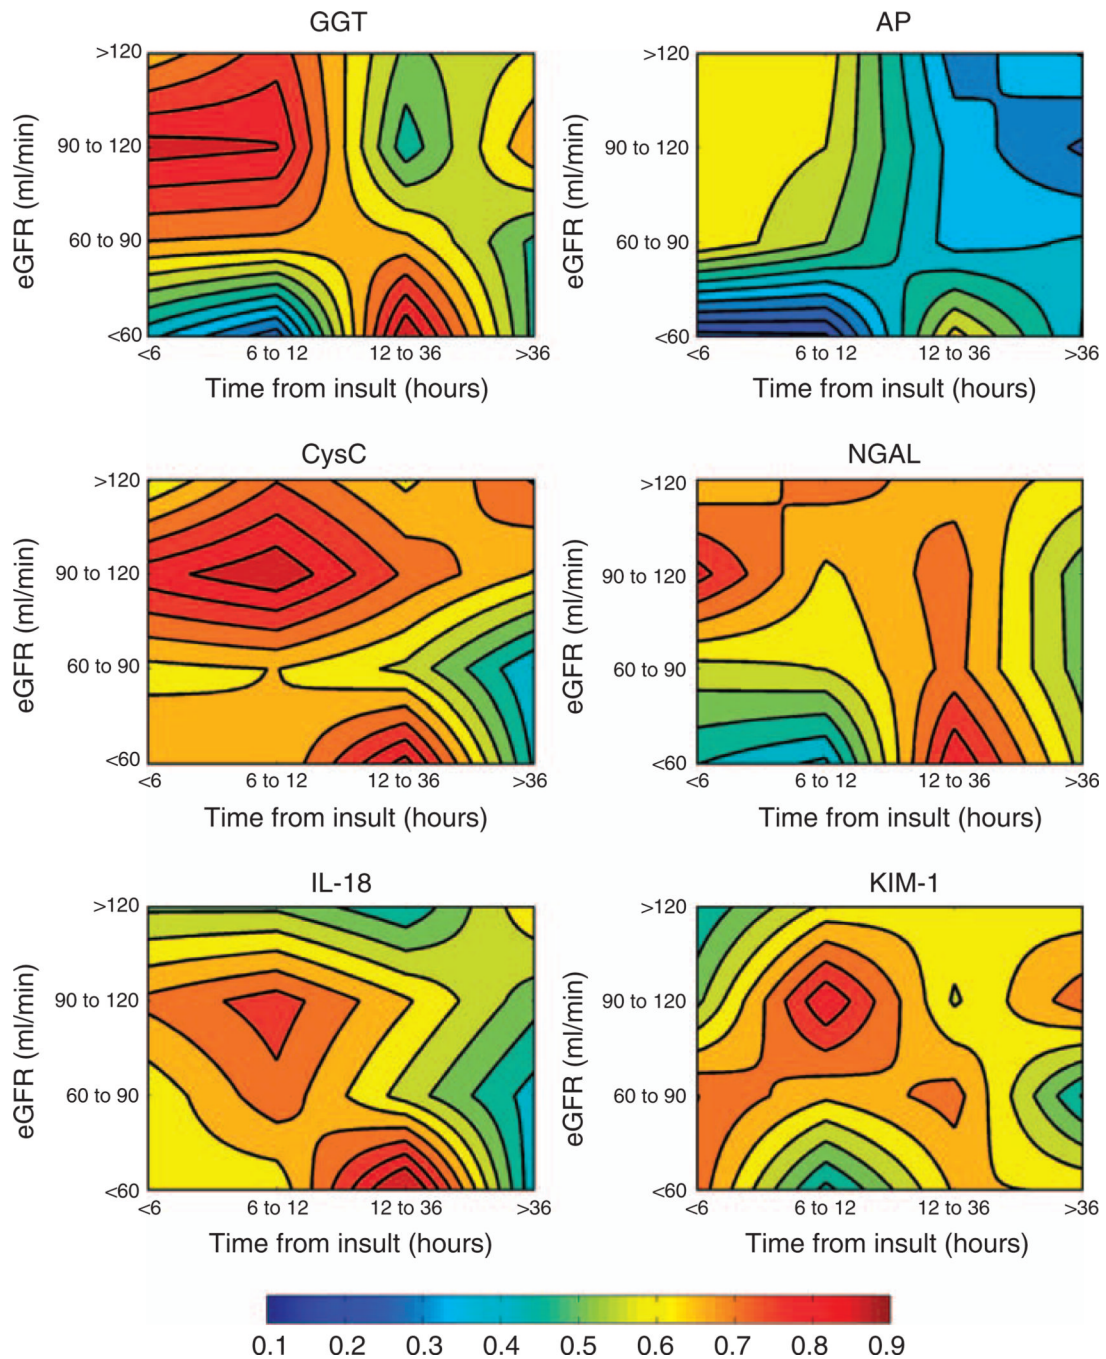 GGT
AP
>120
90 to 120
60 to 90
<60
eGFR (ml/min)
<6
6 to 12
12 to 36
>36
Time from insult (hours)
>120
90 to 120
60 to 90
<60
eGFR (ml/min)
<6
6 to 12
12 to 36
>36
Time from insult (hours)
CysC
NGAL
>120
90 to 120
60 to 90
<60
eGFR (ml/min)
<6
6 to 12
12 to 36
>36
Time from insult (hours)
>120
90 to 120
60 to 90
<60
eGFR (ml/min)
<6
6 to 12
12 to 36
>36
Time from insult (hours)
IL-18
KIM-1
>120
90 to 120
60 to 90
<60
eGFR (ml/min)
<6
6 to 12
12 to 36
>36
Time from insult (hours)
>120
90 to 120
60 to 90
<60
eGFR (ml/min)
<6
6 to 12
12 to 36
>36
Time from insult (hours)
0.1 0.2 0.3 0.4 0.5 0.6 0.7 0.8 0.9